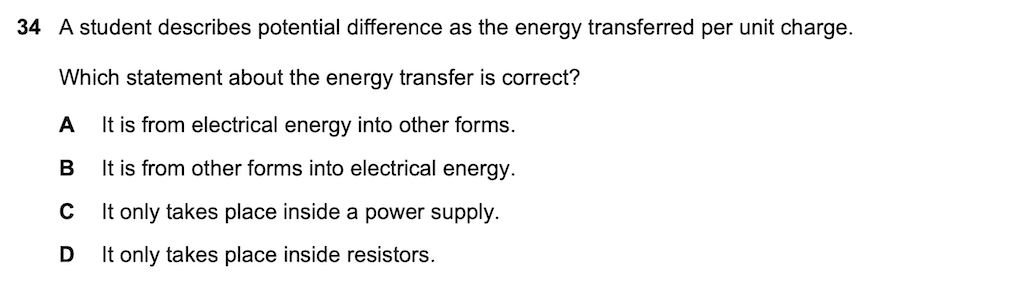 34 A student describes potential difference as the energy transferred per unit charge.
Which statement about the energy transfer is correct?
A It is from electrical energy into other forms.
B It is from other forms into electrical energy.
C It only takes place inside a power supply.
D It only takes place inside resistors.